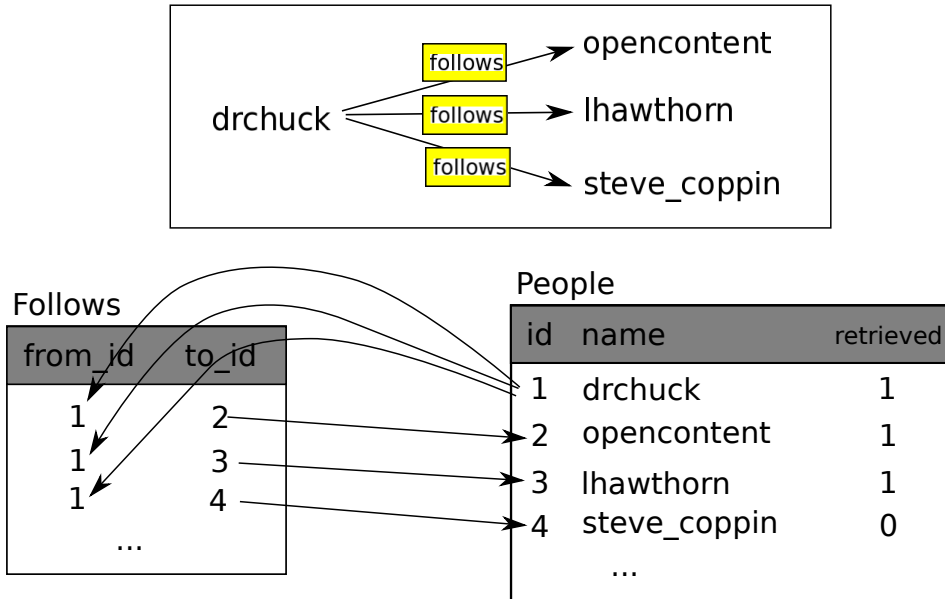 opencontent
follows
drchuck
follows
lhawthorn
follows
steve_coppin
Follows
from_id to_id
1 2
1 3
1 4
...
People
id name retrieved
1 drchuck 1
2 opencontent 1
3 lhawthorn 1
4 steve_coppin 0
...